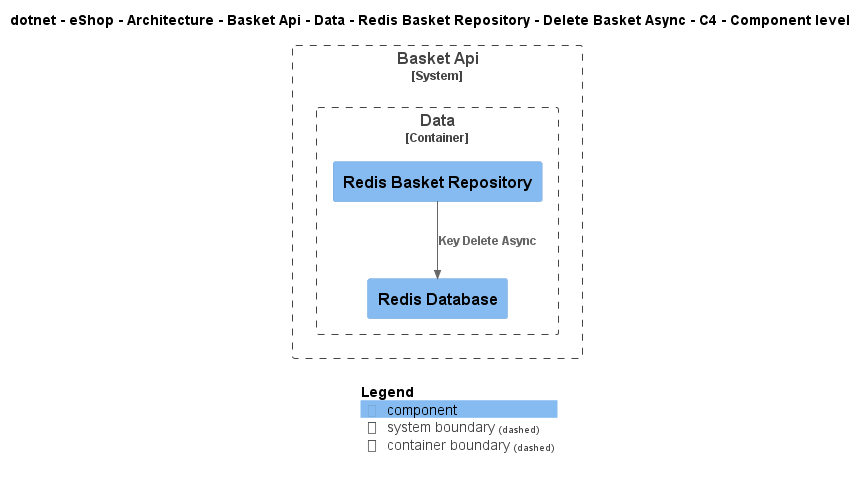 dotnet - eShop - Architecture - Basket Api - Data - Redis Basket Repository - Delete Basket Async - C4 - Component level
Basket Api
[System]
Data
[Container]
Redis Basket Repository
Key Delete Async
Redis Database
Legend
component
system boundary (dashed)
container boundary (dashed)